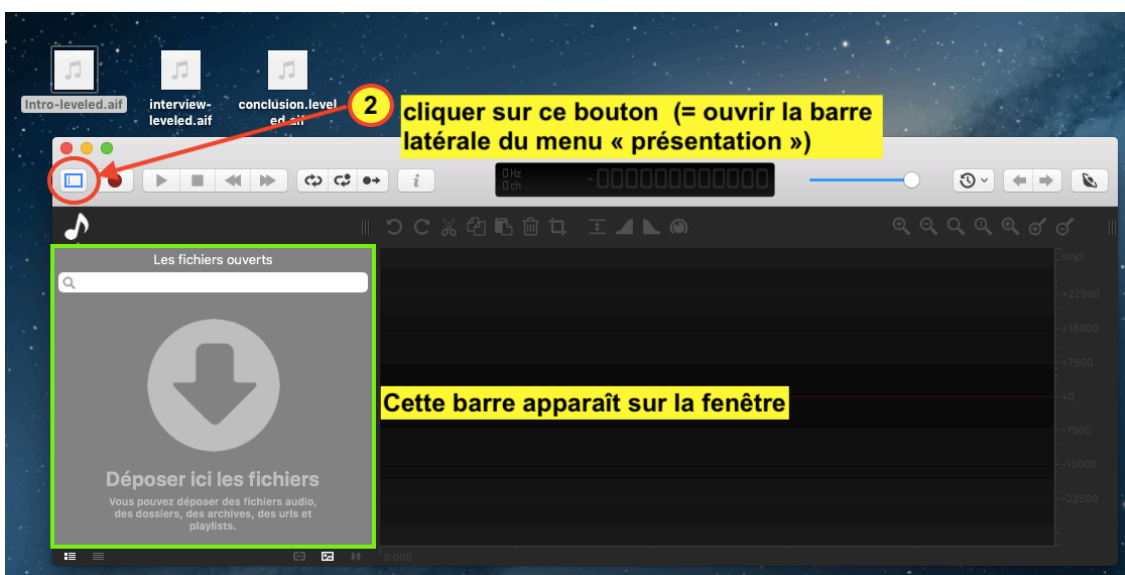 Intro-leveled.aif
interview-
leveled.aif
conclusion.level
ed.aif
2
cliquer sur ce bouton (= ouvrir la barre
latérale du menu « présentation »)
i
0 Hz
0 ch
Les fichiers ouverts
smpl
+22500
+15000
+7500
Cette barre apparaît sur la fenêtre
+0
-7500
Déposer ici les fichiers
-15000
Vous pouvez déposer des fichiers audio,
des dossiers, des archives, des urls et
playlists.
-22500
0.000